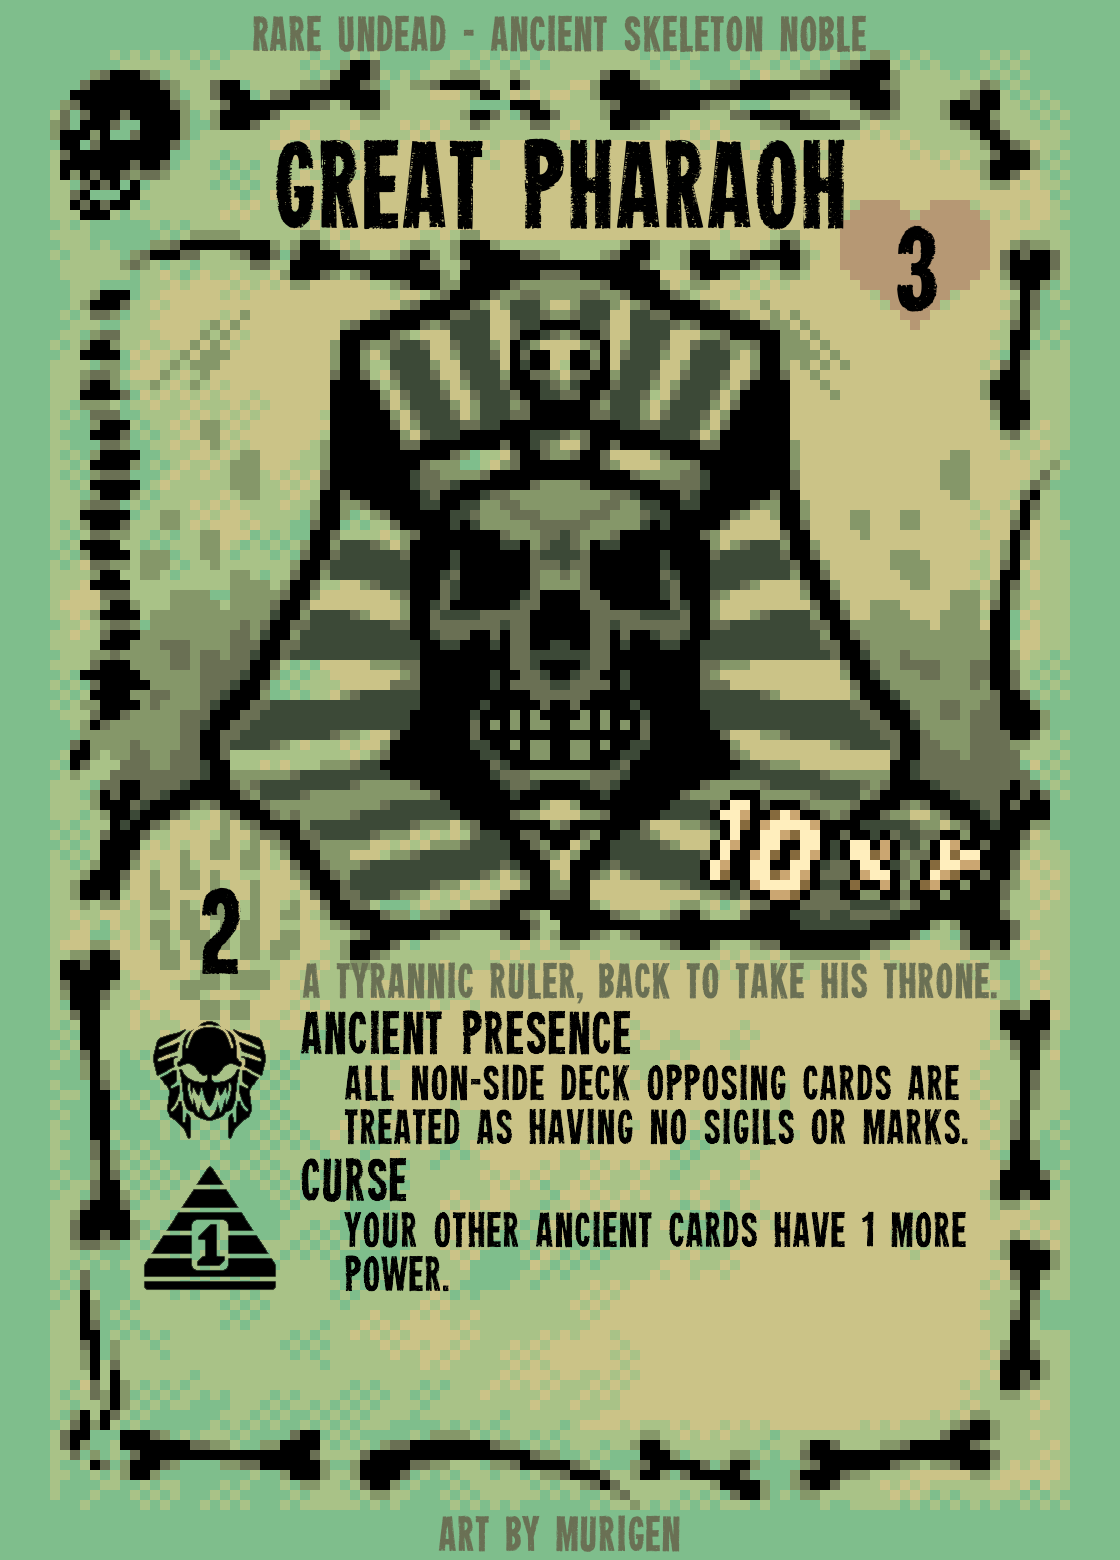 RARE UNDEAD - ANCIENT SKELETON NOBLE
GREAT PHARAOH
3
10 x
2
A TYRANNIC RULER, BACK TO TAKE HIS THRONE.
ANCIENT PRESENCE
ALL NON-SIDE DECK OPPOSING CARDS ARE
TREATED AS HAVING NO SIGILS OR MARKS.
CURSE
1
YOUR OTHER ANCIENT CARDS HAVE 1 MORE
POWER.
ART BY MURIGEN